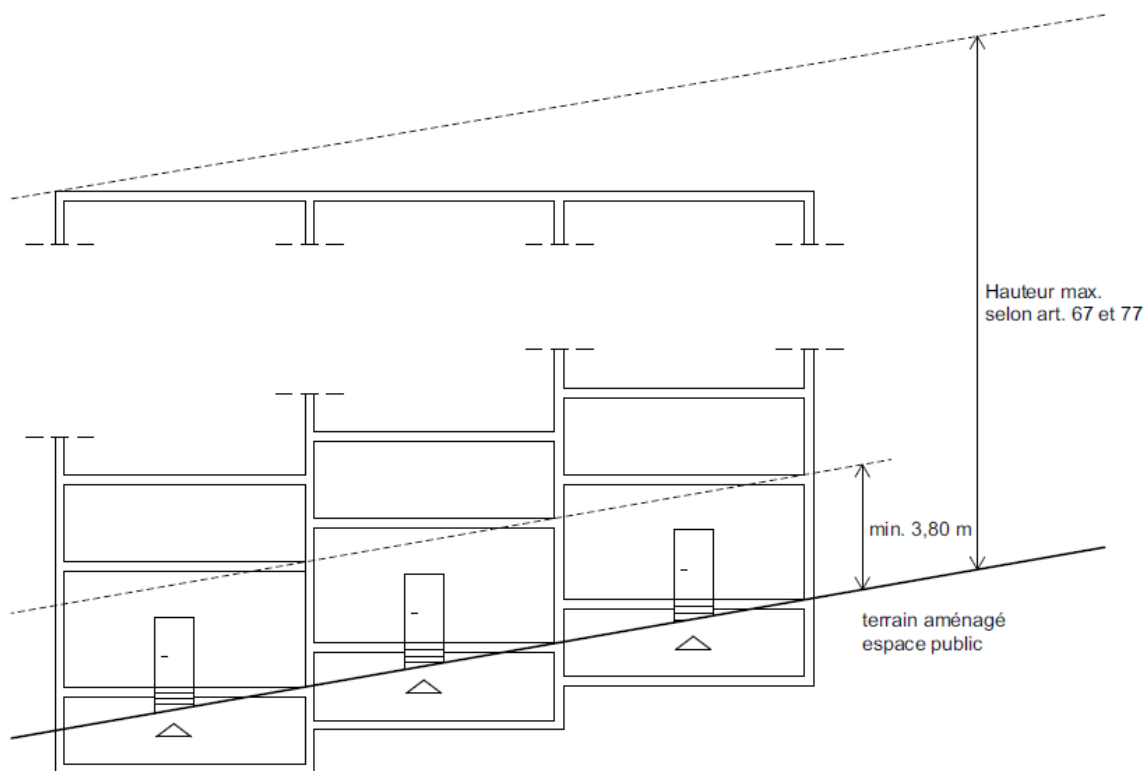 Hauteur max.
selon art. 67 et 77
min. 3,80 m
terrain aménagé
espace public